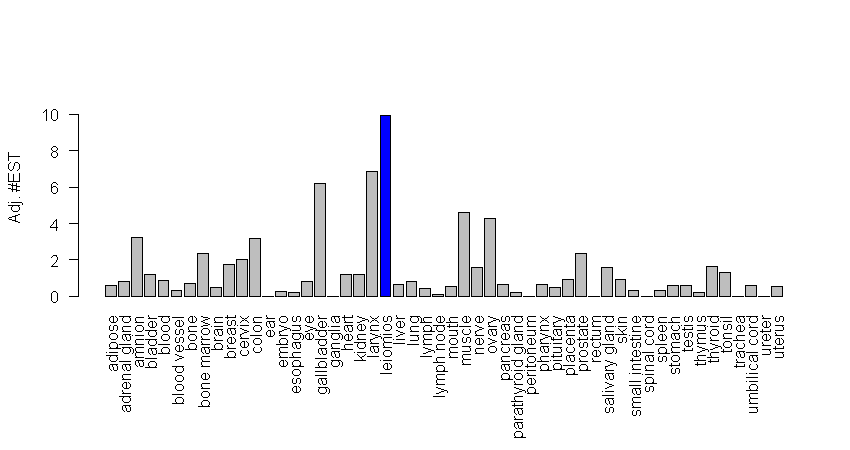 Adj. #EST
10
8
6
4
2
0
adipose
adrenal gland
amnion
bladder
blood
blood vessel
bone
bone marrow
brain
breast
cervix
colon
ear
embryo
esophagus
eye
gallbladder
ganglia
heart
kidney
larynx
leiomios
liver
lung
lymph
lymph node
mouth
muscle
nerve
ovary
pancreas
parathyroid gland
peritoneum
pharynx
pituitary
placenta
prostate
rectum
salivary gland
skin
small intestine
spinal cord
spleen
stomach
testis
thymus
thyroid
tonsil
trachea
umbilical cord
ureter
uterus